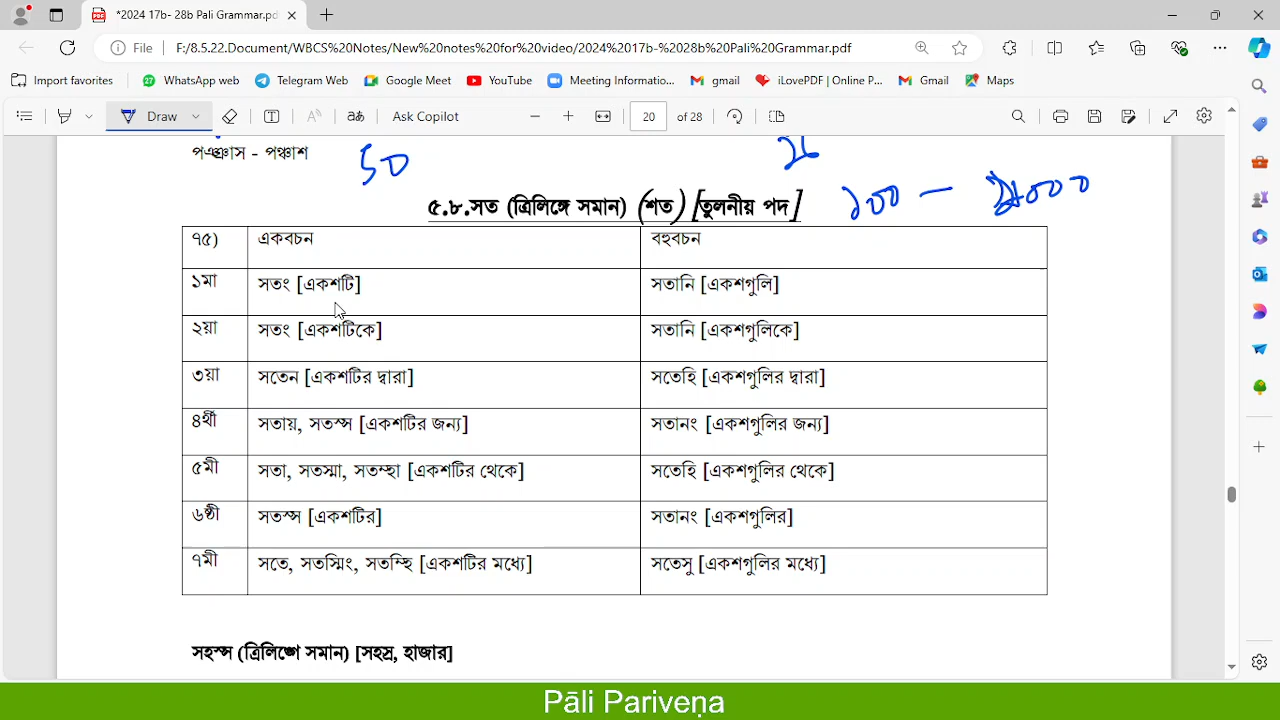 *2024 17b- 28b Pali Grammar.pd
File F:/8.5.22.Document/WBCS%20Notes/New%20notes%20for%20video/2024%2017b-%2028b%20Pali%20Grammar.pdf
Import favorites 27 WhatsApp web Telegram Web Google Meet YouTube Meeting Informatio... gmail iLovePDF | Online P... Gmail Maps
Draw Ask Copilot 20 of 28
পঞ্ঞাস - পঞ্চাশ 50
৫.৮.সত (ত্রিলিঙ্গে সমান) (শত) [তুলনীয় পদ] ১০০ —
৭৫) একবচন বহুবচন
১মা সতং [একশটি] সতানি [একশগুলি]
২য়া সতং [একশটিকে] সতানি [একশগুলিকে]
৩য়া সতেন [একশটির দ্বারা] সতেহি [একশগুলির দ্বারা]
৪র্থী সতায়, সতস্স [একশটির জন্য] সতানং [একশগুলির জন্য]
৫মী সতা, সতস্মা, সতম্হা [একশটির থেকে] সতেহি [একশগুলির থেকে]
৬ষ্ঠী সতস্স [একশটির] সতানং [একশগুলির]
৭মী সতে, সতস্মিং, সতম্হি [একশটির মধ্যে] সতেসু [একশগুলির মধ্যে]
সহস্স (ত্রিলিঙ্গে সমান) [সহস্র, হাজার]
Pāli Pariveṇa